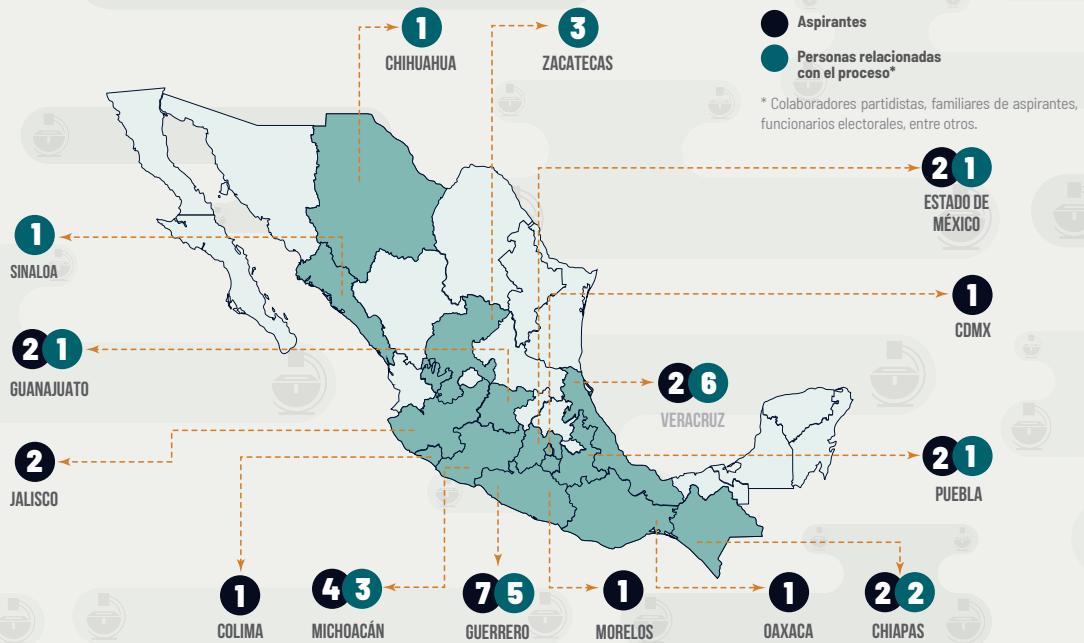 1
CHIHUAHUA
3
ZACATECAS
Aspirantes
Personas relacionadas
con el proceso*
* Colaboradores partidistas, familiares de aspirantes,
funcionarios electorales, entre otros.
2 1
ESTADO DE
MÉXICO
1
SINALOA
1
CDMX
2 1
GUANAJUATO
2 6
VERACRUZ
2
JALISCO
2 1
PUEBLA
1
COLIMA
4 3
MICHOACÁN
7 5
GUERRERO
1
MORELOS
1
OAXACA
2 2
CHIAPAS